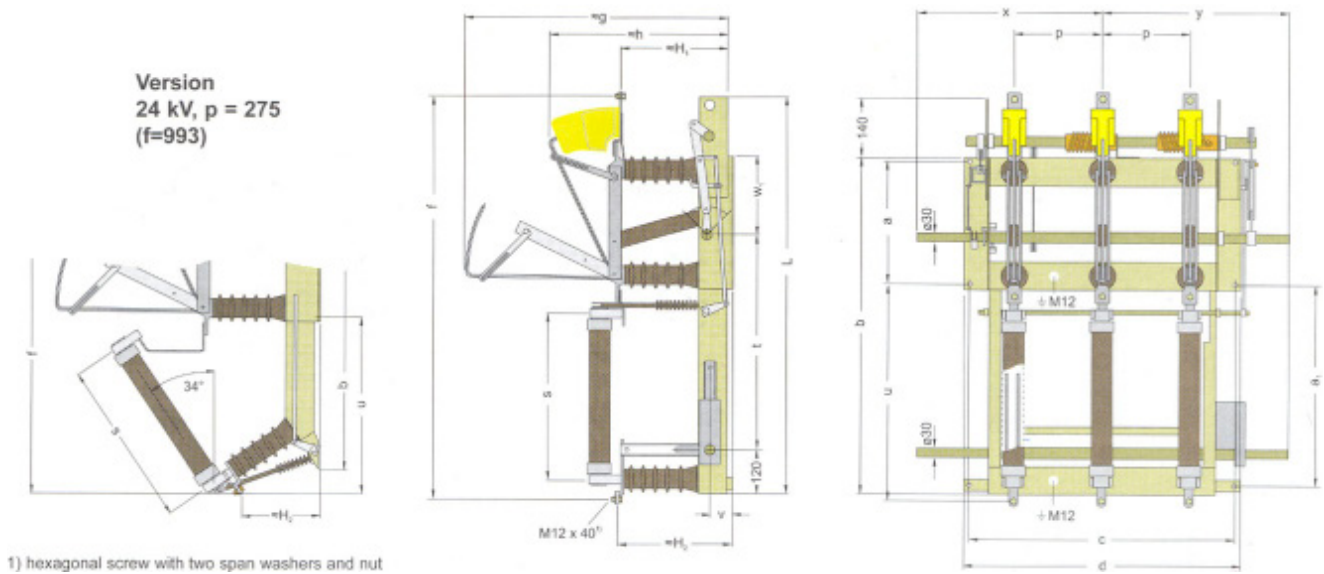 Version
24 kV, p = 275
(f=993)
f
s
34°
b
u
≈H₂
1) hexagonal screw with two span washers and nut
≈g
≈h
≈H₁
f
L
w₁
t
s
120
v
M12 x 40¹⁾
≈H₂
x
y
p
p
140
a
b
ø30
⏚ M12
u
a₁
ø30
⏚ M12
c
d